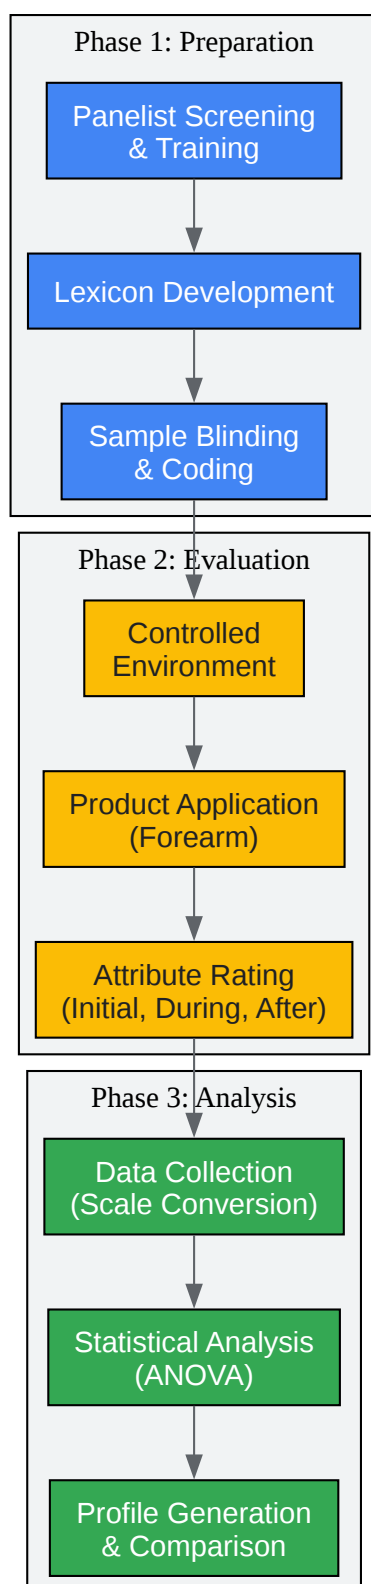 Phase 1: Preparation
Panelist Screening
& Training
Lexicon Development
Sample Blinding
& Coding
Phase 2: Evaluation
Controlled
Environment
Product Application
(Forearm)
Attribute Rating
(Initial, During, After)
Phase 3: Analysis
Data Collection
(Scale Conversion)
Statistical Analysis
(ANOVA)
Profile Generation
& Comparison